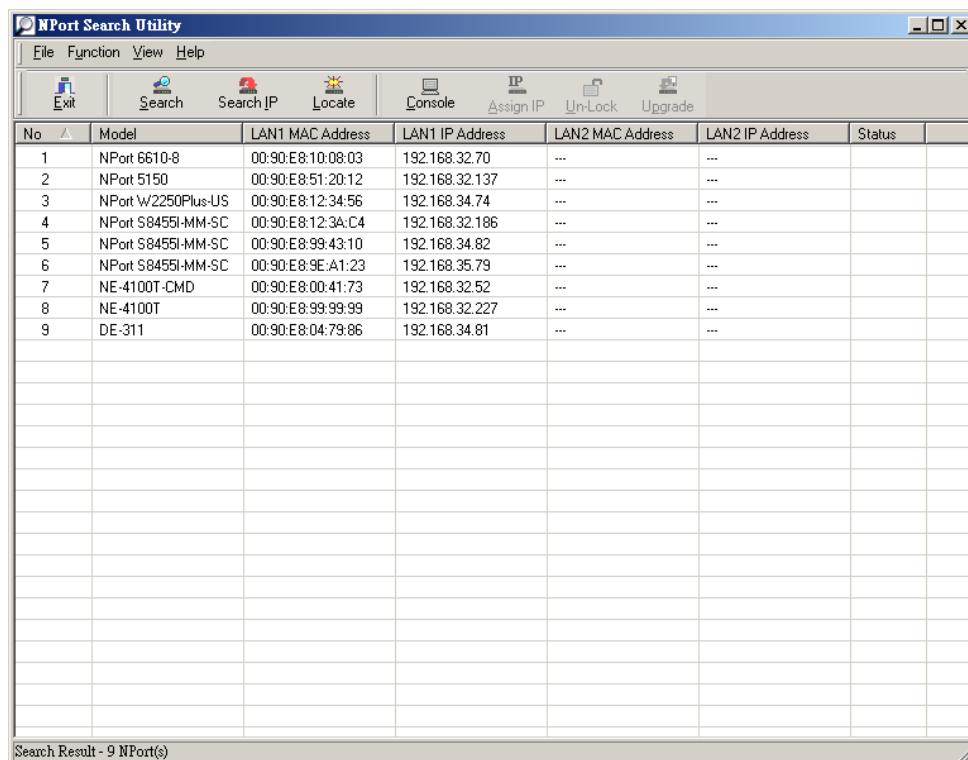 NPort Search Utility
File Function View Help
Exit Search Search IP Locate Console Assign IP Un-Lock Upgrade
No Model LAN1 MAC Address LAN1 IP Address LAN2 MAC Address LAN2 IP Address Status
1 NPort 6610-8 00:90:E8:10:08:03 192.168.32.70 --- ---
2 NPort 5150 00:90:E8:51:20:12 192.168.32.137 --- ---
3 NPort W2250Plus-US 00:90:E8:12:34:56 192.168.34.74 --- ---
4 NPort S8455I-MM-SC 00:90:E8:12:3A:C4 192.168.32.186 --- ---
5 NPort S8455I-MM-SC 00:90:E8:99:43:10 192.168.34.82 --- ---
6 NPort S8455I-MM-SC 00:90:E8:9E:A1:23 192.168.35.79 --- ---
7 NE-4100T-CMD 00:90:E8:00:41:73 192.168.32.52 --- ---
8 NE-4100T 00:90:E8:99:99:99 192.168.32.227 --- ---
9 DE-311 00:90:E8:04:79:86 192.168.34.81 --- ---
Search Result - 9 NPort(s)